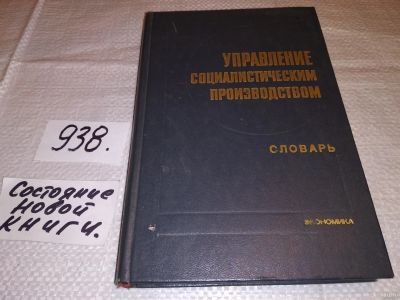 УПРАВЛЕНИЕ
СОЦИАЛИСТИЧЕСКИМ
ПРОИЗВОДСТВОМ
СЛОВАРЬ
ЭКОНОМИКА
938.
Состояние
новой
книги.